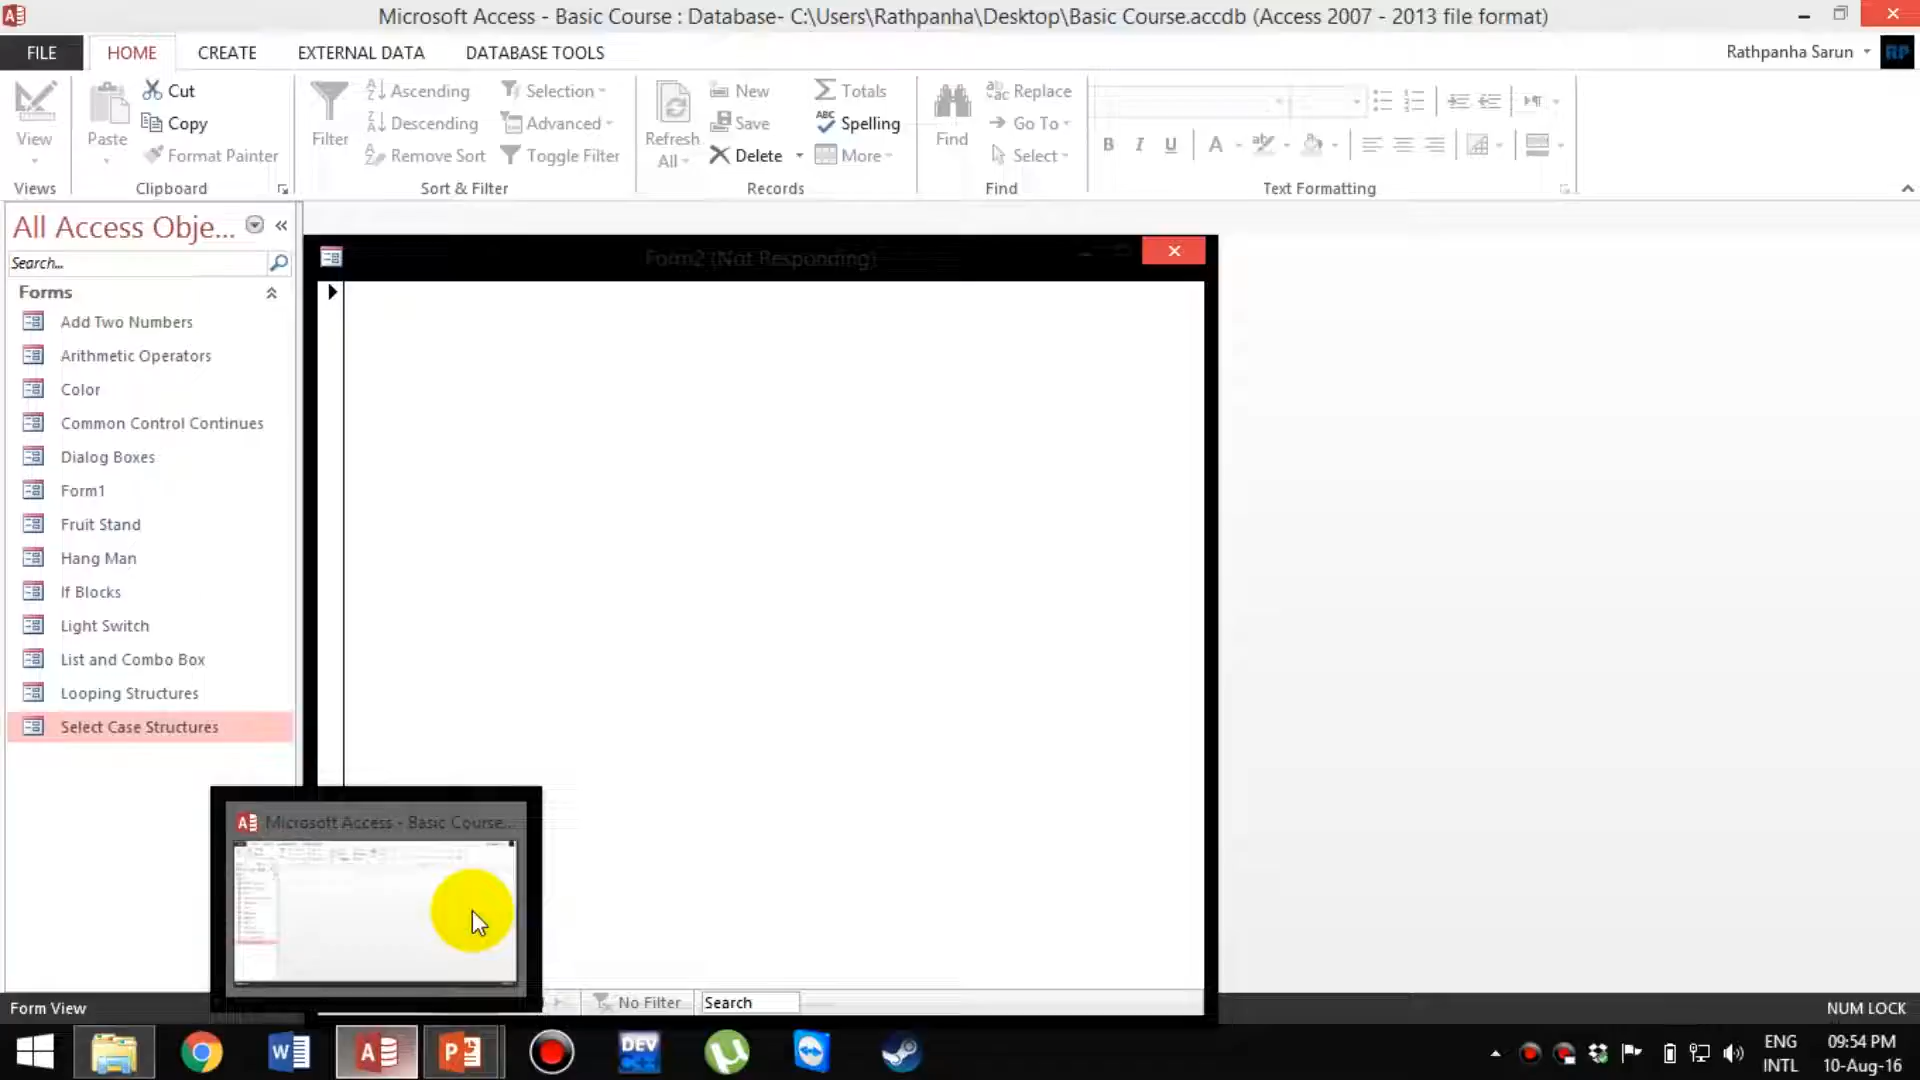 Microsoft Access - Basic Course : Database- C:\Users\Rathpanha\Desktop\Basic Course.accdb (Access 2007 - 2013 file format)
FILE HOME CREATE EXTERNAL DATA DATABASE TOOLS Rathpanha Sarun RP
View Paste Cut Copy Format Painter
Filter Ascending Descending Remove Sort Selection Advanced Toggle Filter
Refresh All New Save Delete Totals Spelling More
Find Replace Go To Select
B I U A
Views Clipboard Sort & Filter Records Find Text Formatting
All Access Obje...
Search...
Forms
Add Two Numbers
Arithmetic Operators
Color
Common Control Continues
Dialog Boxes
Form1
Fruit Stand
Hang Man
If Blocks
Light Switch
List and Combo Box
Looping Structures
Select Case Structures
Form2 (Not Responding)
Microsoft Access - Basic Course...
No Filter Search
Form View NUM LOCK
DEV
ENG 09:54 PM
INTL 10-Aug-16